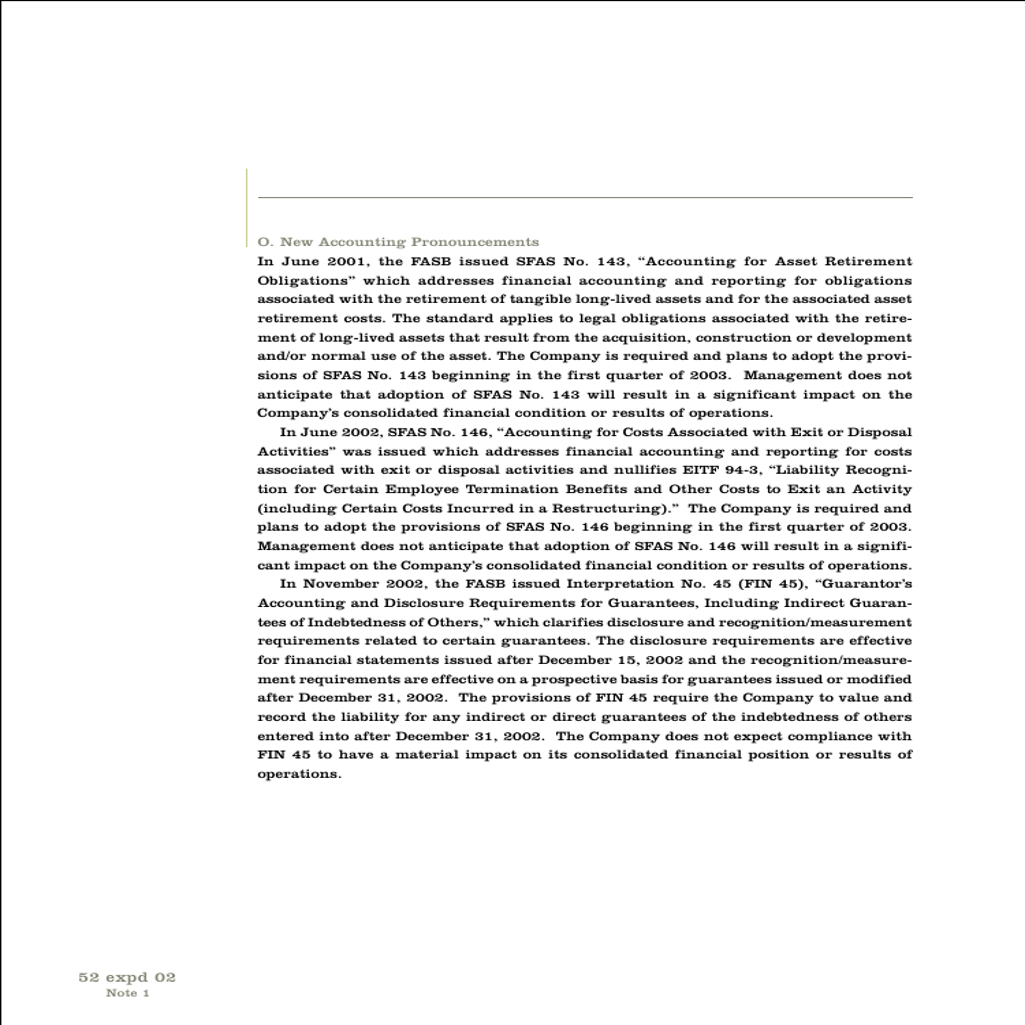 O. New Accounting Pronouncements
In June 2001, the FASB issued SFAS No. 143, “Accounting for Asset Retirement
Obligations” which addresses financial accounting and reporting for obligations
associated with the retirement of tangible long-lived assets and for the associated asset
retirement costs. The standard applies to legal obligations associated with the retire-
ment of long-lived assets that result from the acquisition, construction or development
and/or normal use of the asset. The Company is required and plans to adopt the provi-
sions of SFAS No. 143 beginning in the first quarter of 2003.  Management does not
anticipate that adoption of SFAS No. 143 will result in a significant impact on the
Company’s consolidated financial condition or results of operations.
In June 2002, SFAS No. 146, “Accounting for Costs Associated with Exit or Disposal
Activities” was issued which addresses financial accounting and reporting for costs
associated with exit or disposal activities and nullifies EITF 94-3, “Liability Recogni-
tion for Certain Employee Termination Benefits and Other Costs to Exit an Activity
(including Certain Costs Incurred in a Restructuring).”  The Company is required and
plans to adopt the provisions of SFAS No. 146 beginning in the first quarter of 2003.
Management does not anticipate that adoption of SFAS No. 146 will result in a signifi-
cant impact on the Company’s consolidated financial condition or results of operations.
In November 2002, the FASB issued Interpretation No. 45 (FIN 45), “Guarantor’s
Accounting and Disclosure Requirements for Guarantees, Including Indirect Guaran-
tees of Indebtedness of Others,” which clarifies disclosure and recognition/measurement
requirements related to certain guarantees. The disclosure requirements are effective
for financial statements issued after December 15, 2002 and the recognition/measure-
ment requirements are effective on a prospective basis for guarantees issued or modified
after December 31, 2002.  The provisions of FIN 45 require the Company to value and
record the liability for any indirect or direct guarantees of the indebtedness of others
entered into after December 31, 2002.  The Company does not expect compliance with
FIN 45 to have a material impact on its consolidated financial position or results of
operations.
52 expd 02
Note 1